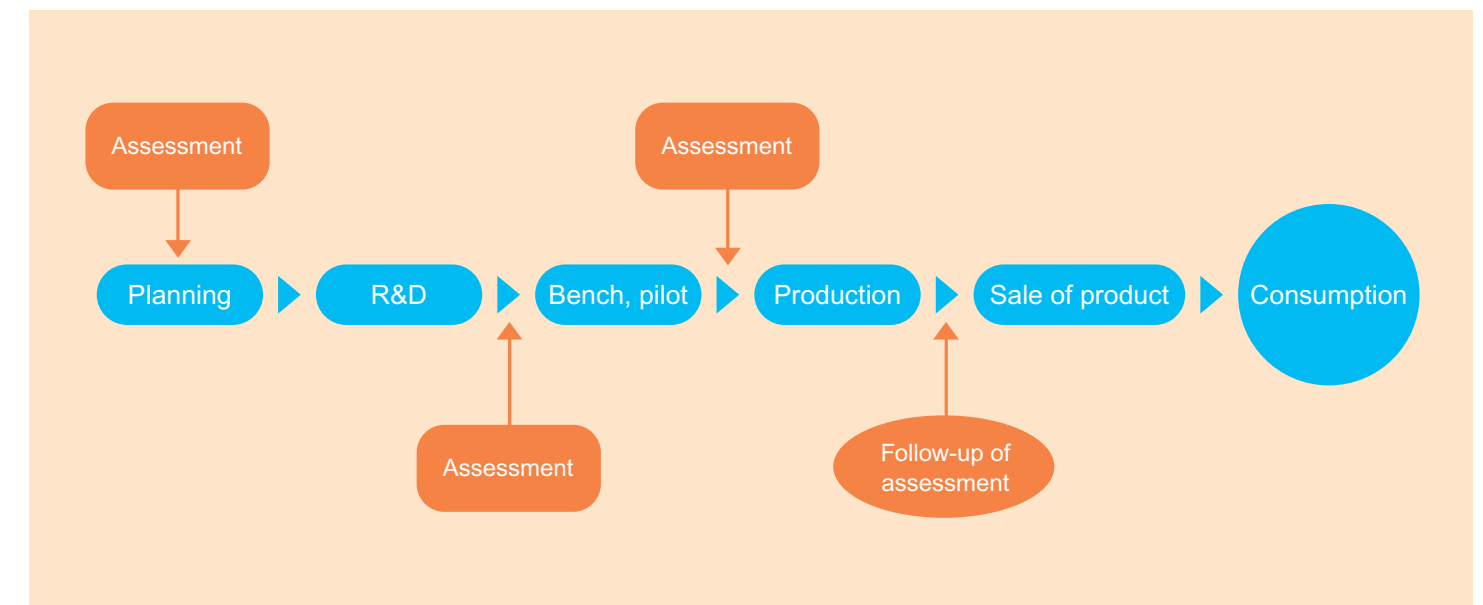 Assessment
Assessment
Planning
R&D
Bench, pilot
Production
Sale of product
Consumption
Assessment
Follow-up of
assessment